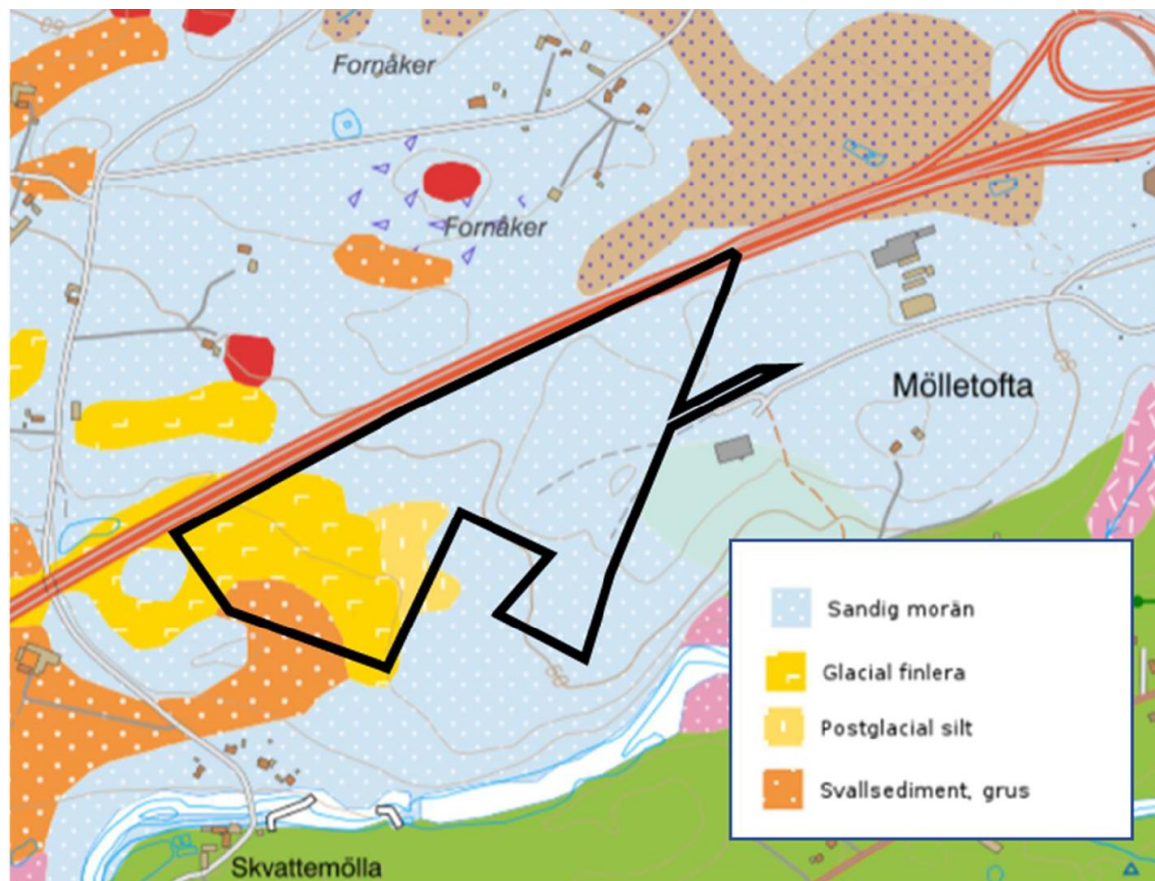 Fornåker
Fornåker
Mölletofta
Sandig morän
Glacial finlera
Postglacial silt
Svallsediment, grus
Skvattemölla